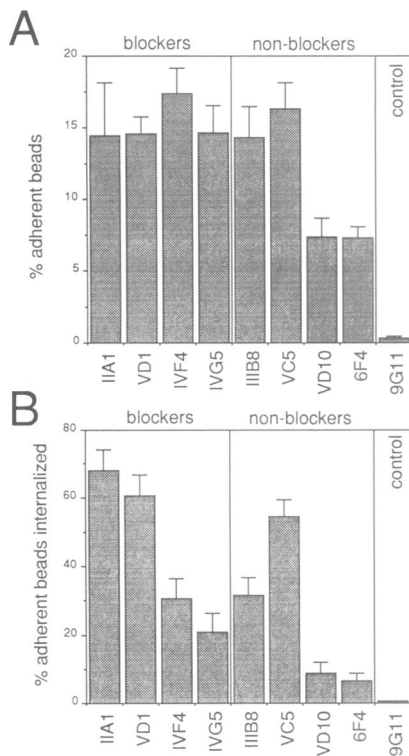 A
blockers non-blockers control
20
15
10
5
0
% adherent beads
IIA1 VD1 IVF4 IVG5 IIIB8 VC5 VD10 6F4 9G11
B
blockers non-blockers control
80
60
40
20
0
% adherent beads internalized
IIA1 VD1 IVF4 IVG5 IIIB8 VC5 VD10 6F4 9G11